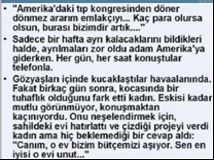 "Amerika'daki tıp kongresinden döner
dönmez ararım emlakçıyı... Kaç para olursa
olsun, burası bizimdir artık...."
Sadece bir hafta ayrı kalacaklarını bildikleri
halde, ayrılmaları zor oldu adam Amerika'ya
giderken. Her gün, her saat konuştular
telefonla.
Gözyaşları içinde kucaklaştılar havaalanında.
Fakat birkaç gün sonra, kocasında bir
tuhaflık olduğunu fark etti kadın. Eskisi kadar
mutlu görünmüyor, konuşmaktan
kaçınıyordu. Onu neşelendirmek için,
sahildeki evi hatırlattı ve çizdiği projeyi verdi
kadın ama hiç beklemediği bir cevap aldı:
"Canım, o ev bizim bütçemizi aşıyor. Sen en
iyisi o evi unut..."